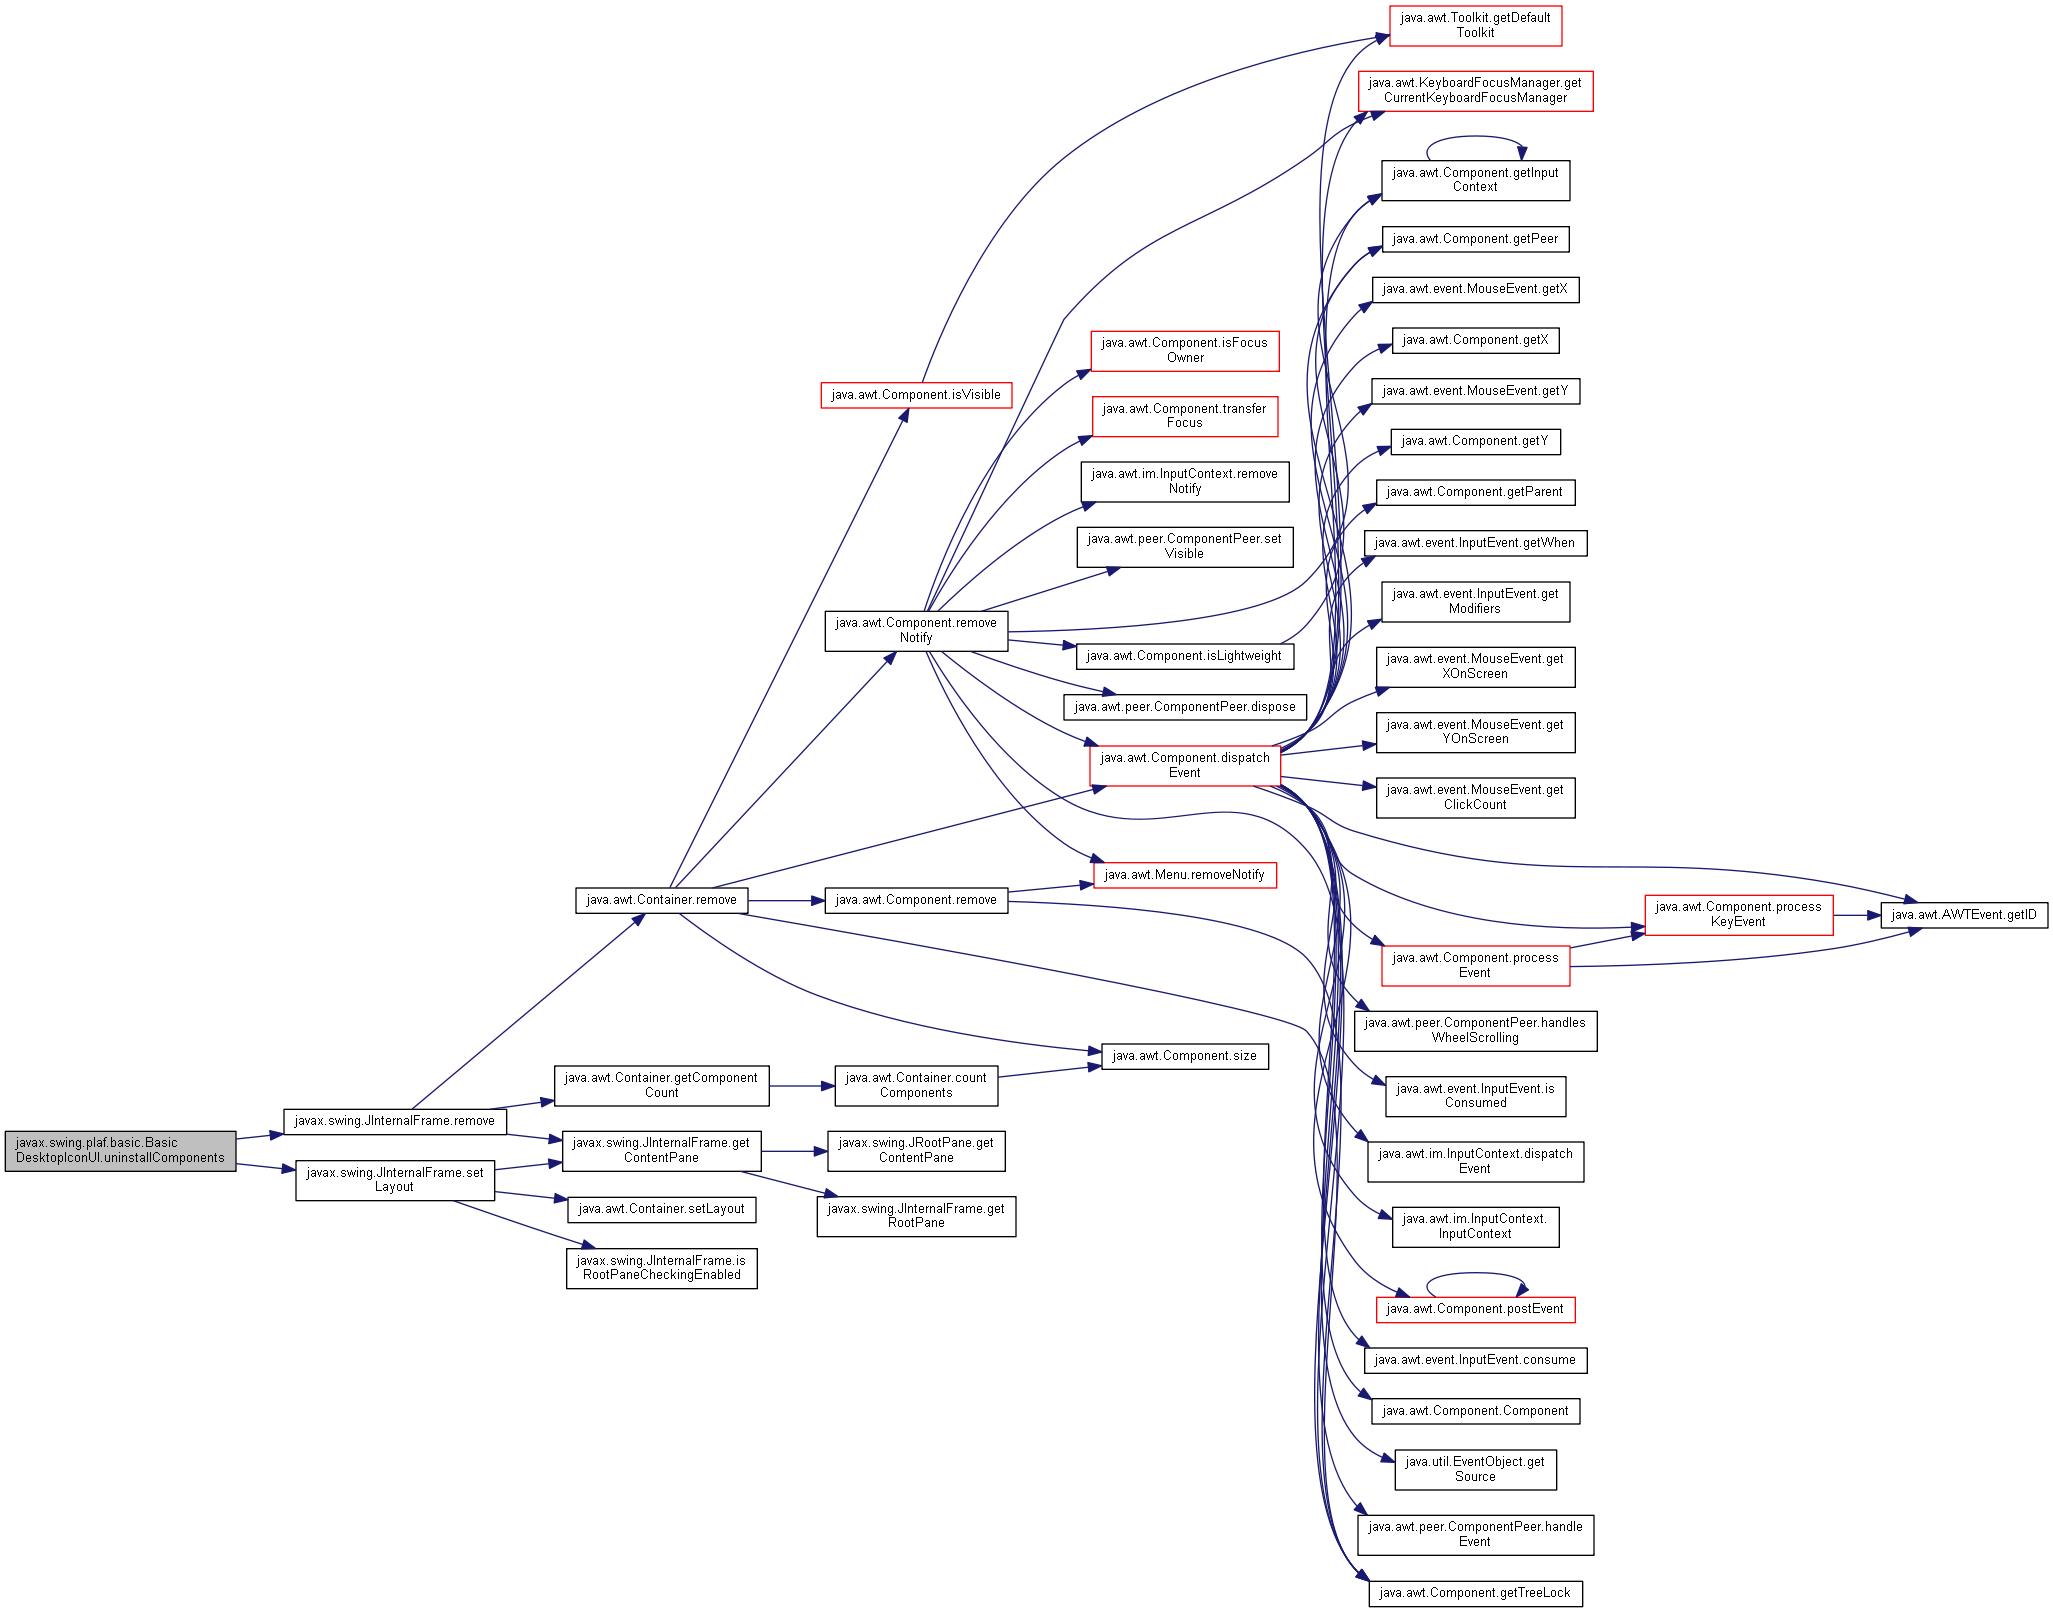 java.awt.Toolkit.getDefault
Toolkit
java.awt.KeyboardFocusManager.get
CurrentKeyboardFocusManager
java.awt.Component.getInput
Context
java.awt.Component.getPeer
java.awt.event.MouseEvent.getX
java.awt.Component.getX
java.awt.Component.isFocus
Owner
java.awt.Component.isVisible
java.awt.event.MouseEvent.getY
java.awt.Component.transfer
Focus
java.awt.Component.getY
java.awt.im.InputContext.remove
Notify
java.awt.Component.getParent
java.awt.peer.ComponentPeer.set
Visible
java.awt.event.InputEvent.getWhen
java.awt.event.InputEvent.get
Modifiers
java.awt.Component.remove
Notify
java.awt.Component.isLightweight
java.awt.event.MouseEvent.get
XOnScreen
java.awt.peer.ComponentPeer.dispose
java.awt.event.MouseEvent.get
YOnScreen
java.awt.Component.dispatch
Event
java.awt.event.MouseEvent.get
ClickCount
java.awt.Menu.removeNotify
java.awt.Container.remove
java.awt.Component.remove
java.awt.Component.process
KeyEvent
java.awt.AWTEvent.getID
java.awt.Component.process
Event
java.awt.peer.ComponentPeer.handles
WheelScrolling
java.awt.Component.size
java.awt.Container.getComponent
Count
java.awt.Container.count
Components
java.awt.event.InputEvent.is
Consumed
javax.swing.JInternalFrame.remove
javax.swing.plaf.basic.Basic
DesktopIconUI.uninstallComponents
javax.swing.JInternalFrame.get
ContentPane
javax.swing.JRootPane.get
ContentPane
java.awt.im.InputContext.dispatch
Event
javax.swing.JInternalFrame.set
Layout
java.awt.Container.setLayout
javax.swing.JInternalFrame.get
RootPane
java.awt.im.InputContext.
InputContext
javax.swing.JInternalFrame.is
RootPaneCheckingEnabled
java.awt.Component.postEvent
java.awt.event.InputEvent.consume
java.awt.Component.Component
java.util.EventObject.get
Source
java.awt.peer.ComponentPeer.handle
Event
java.awt.Component.getTreeLock